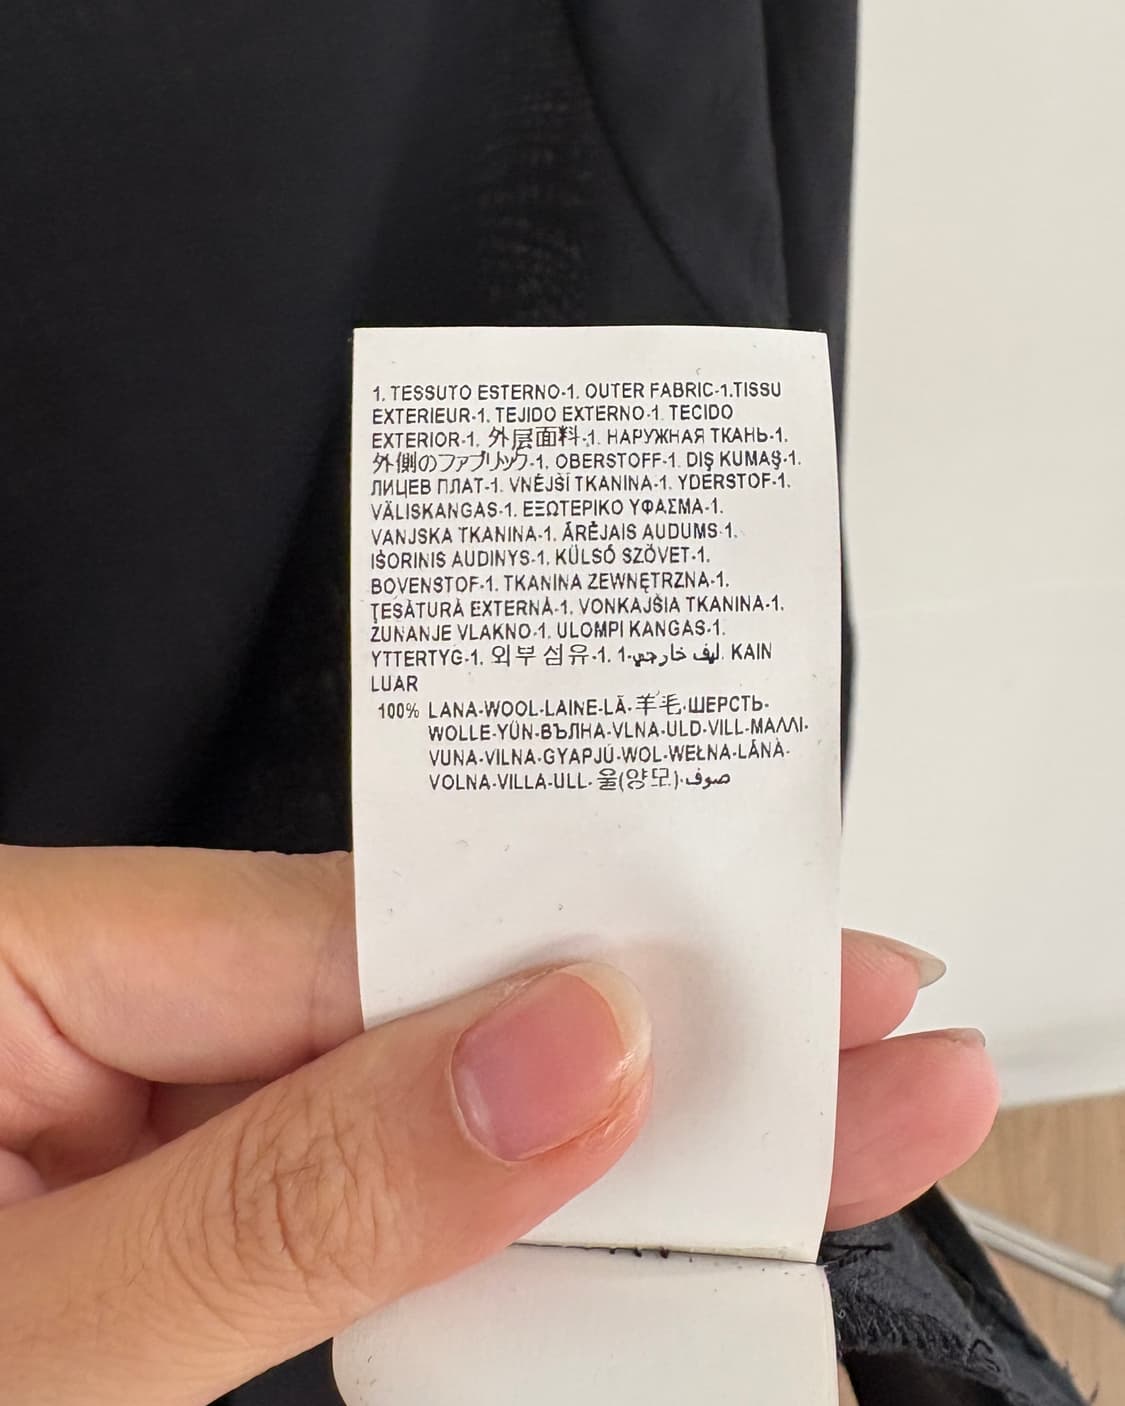 1. TESSUTO ESTERNO-1. OUTER FABRIC-1.TISSU
EXTERIEUR-1. TEJIDO EXTERNO-1. TECIDO
EXTERIOR-1. 外层面料-1. НАРУЖНАЯ ТКАНЬ-1.
外側のファブリック-1. OBERSTOFF-1. DIŞ KUMAŞ-1.
ЛИЦЕВ ПЛАТ-1. VNĚJŠÍ TKANINA-1. YDERSTOF-1.
VÄLISKANGAS-1. ΕΞΩΤΕΡΙΚΟ ΥΦΑΣΜΑ-1.
VANJSKA TKANINA-1. ĀRĒJAIS AUDUMS-1.
IŠORINIS AUDINYS-1. KÜLSŐ SZÖVET-1.
BOVENSTOF-1. TKANINA ZEWNĘTRZNA-1.
ŢESĂTURĂ EXTERNĂ-1. VONKAJŠIA TKANINA-1.
ZUNANJE VLAKNO-1. ULOMPI KANGAS-1.
YTTERTYG-1. 외부 섬유-1. 1-ليف خارجي. KAIN
LUAR
100% LANA-WOOL-LAINE-LÃ-羊毛-ШЕРСТЬ-
WOLLE-YÜN-ВЪЛНА-VLNA-ULD-VILL-ΜΑΛΛΙ-
VUNA-VILNA-GYAPJÚ-WOL-WEŁNA-LÂNĂ-
VOLNA-VILLA-ULL-울(양모)-صوف